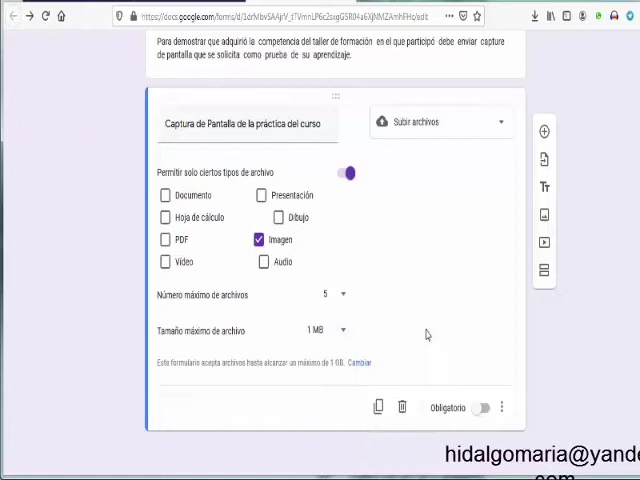 Para demostrar que adquirió la competencia del taller de formación en el que participó debe enviar captura
de pantalla que se solicita como prueba de su aprendizaje.
Captura de Pantalla de la práctica del curso
Subir archivos
Permitir solo ciertos tipos de archivo
Documento
Presentación
Hoja de cálculo
Dibujo
PDF
Imagen
Vídeo
Audio
Número máximo de archivos
5
Tamaño máximo de archivo
1 MB
Este formulario acepta archivos hasta alcanzar un máximo de 1 GB. Cambiar
Obligatorio
hidalgomaria@yande
com